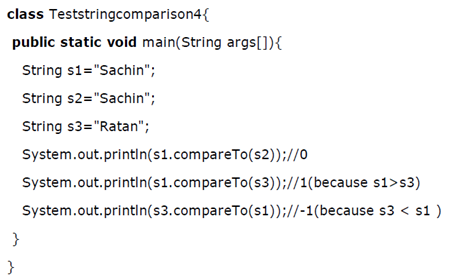 class Teststringcomparison4{
public static void main(String args[]){
String s1="Sachin";
String s2="Sachin";
String s3="Ratan";
System.out.println(s1.compareTo(s2));//0
System.out.println(s1.compareTo(s3));//1(because s1>s3)
System.out.println(s3.compareTo(s1));//-1(because s3 < s1 )
}
}